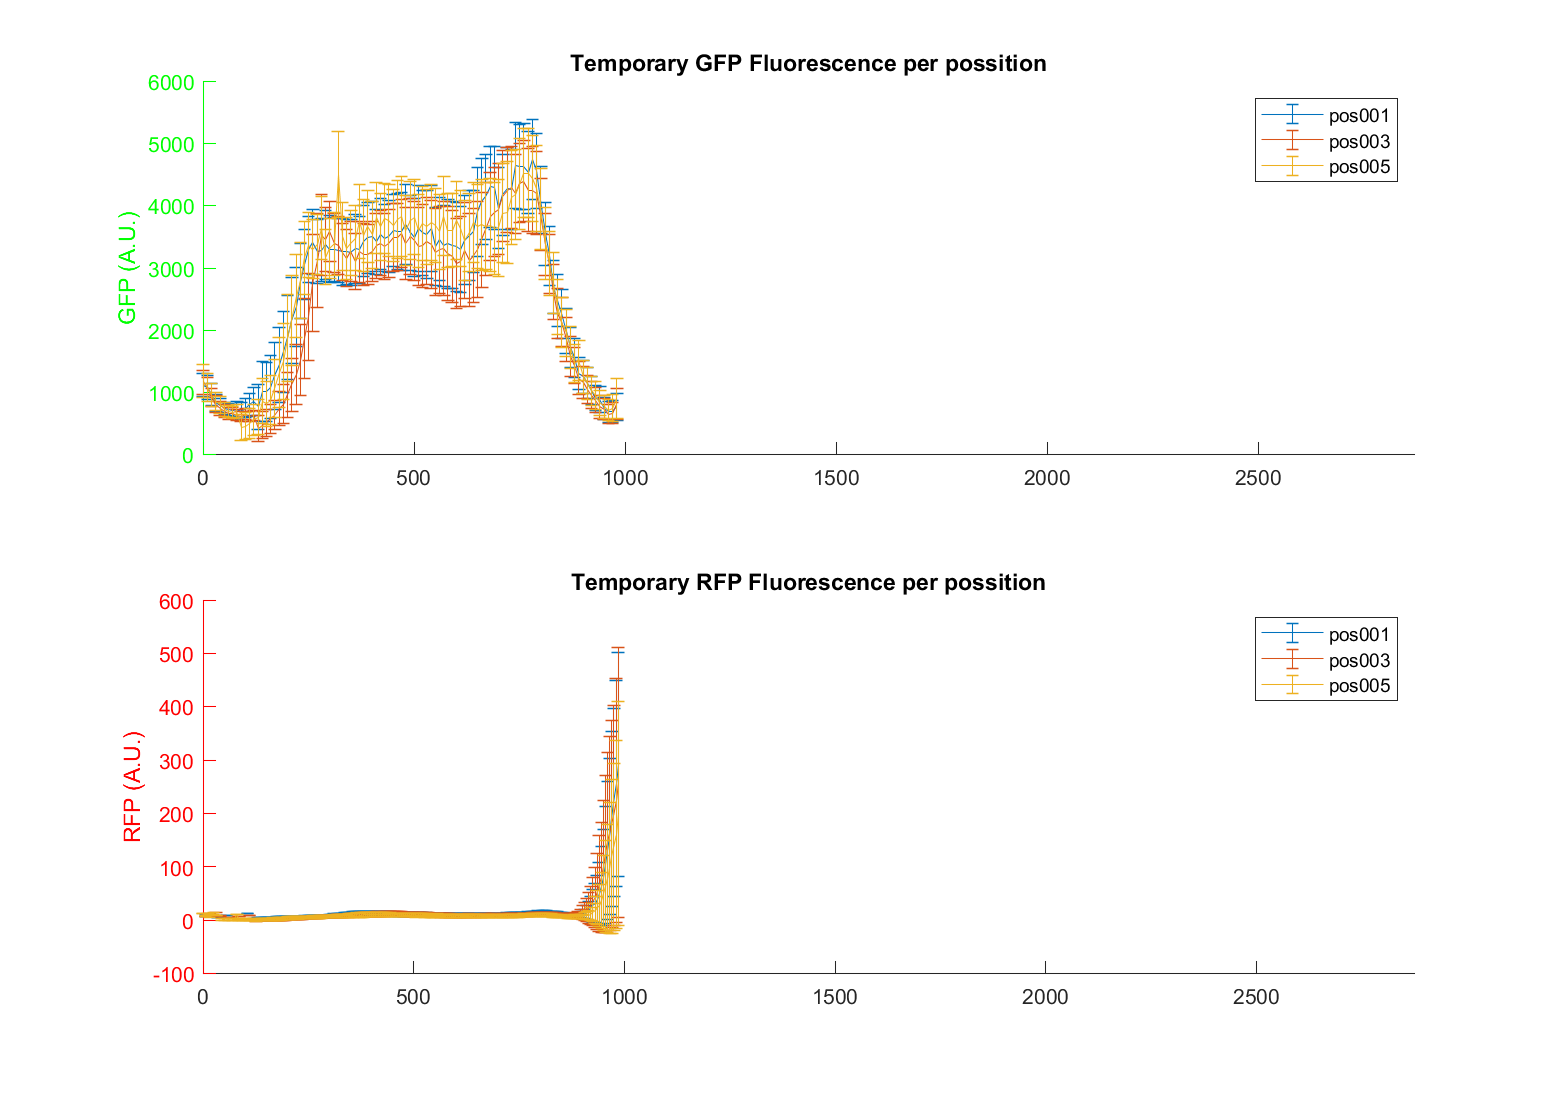 Temporary GFP Fluorescence per possition
6000
5000
4000
3000
2000
1000
0
GFP (A.U.)
0 500 1000 1500 2000 2500
pos001
pos003
pos005
Temporary RFP Fluorescence per possition
600
500
400
300
200
100
0
-100
RFP (A.U.)
0 500 1000 1500 2000 2500
pos001
pos003
pos005